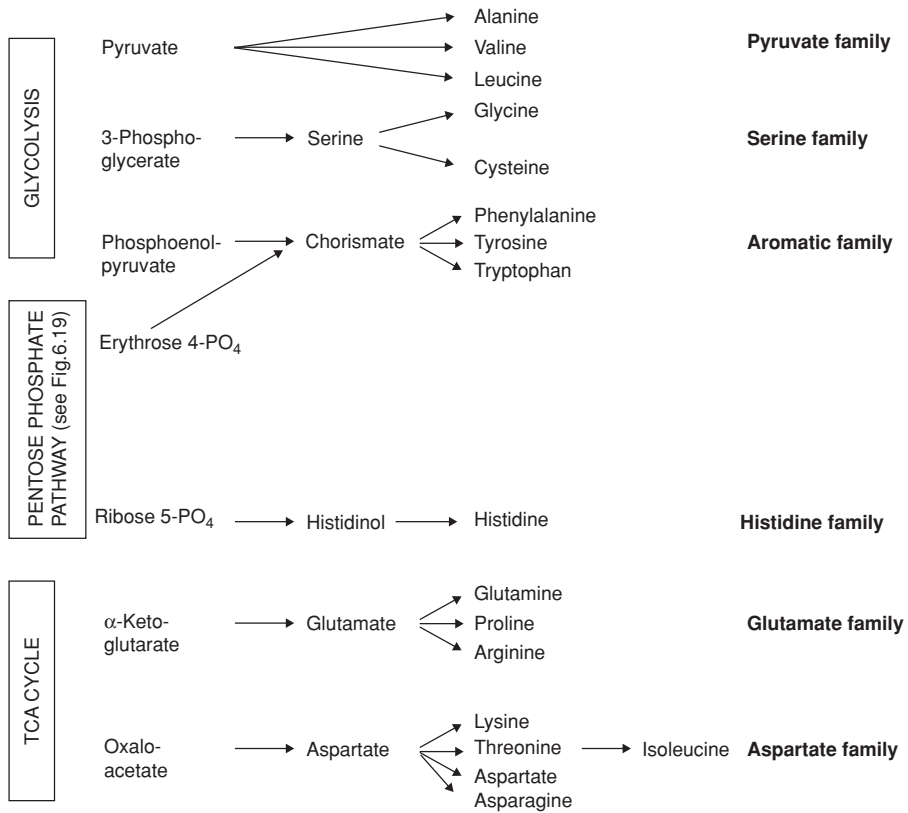 GLYCOLYSIS
Pyruvate
Alanine
Valine
Leucine
Pyruvate family
3-Phospho-
glycerate
Serine
Glycine
Cysteine
Serine family
Phosphoenol-
pyruvate
Chorismate
Phenylalanine
Tyrosine
Tryptophan
Aromatic family
PENTOSE PHOSPHATE
PATHWAY (see Fig.6.19)
Erythrose 4-PO₄
Ribose 5-PO₄
Histidinol
Histidine
Histidine family
TCA CYCLE
α-Keto-
glutarate
Glutamate
Glutamine
Proline
Arginine
Glutamate family
Oxalo-
acetate
Aspartate
Lysine
Threonine
Isoleucine
Aspartate
Asparagine
Aspartate family